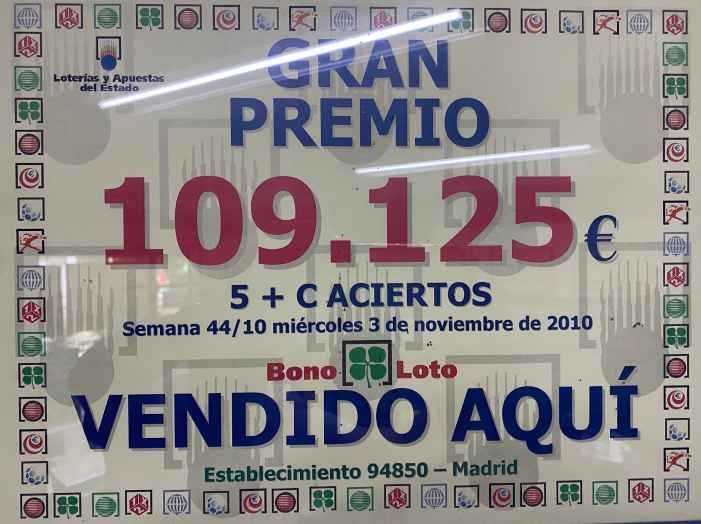 Loterías y Apuestas
del Estado
GRAN
PREMIO
109.125€
5 + C ACIERTOS
Semana 44/10 miércoles 3 de noviembre de 2010
Bono Loto
VENDIDO AQUÍ
Establecimiento 94850 – Madrid